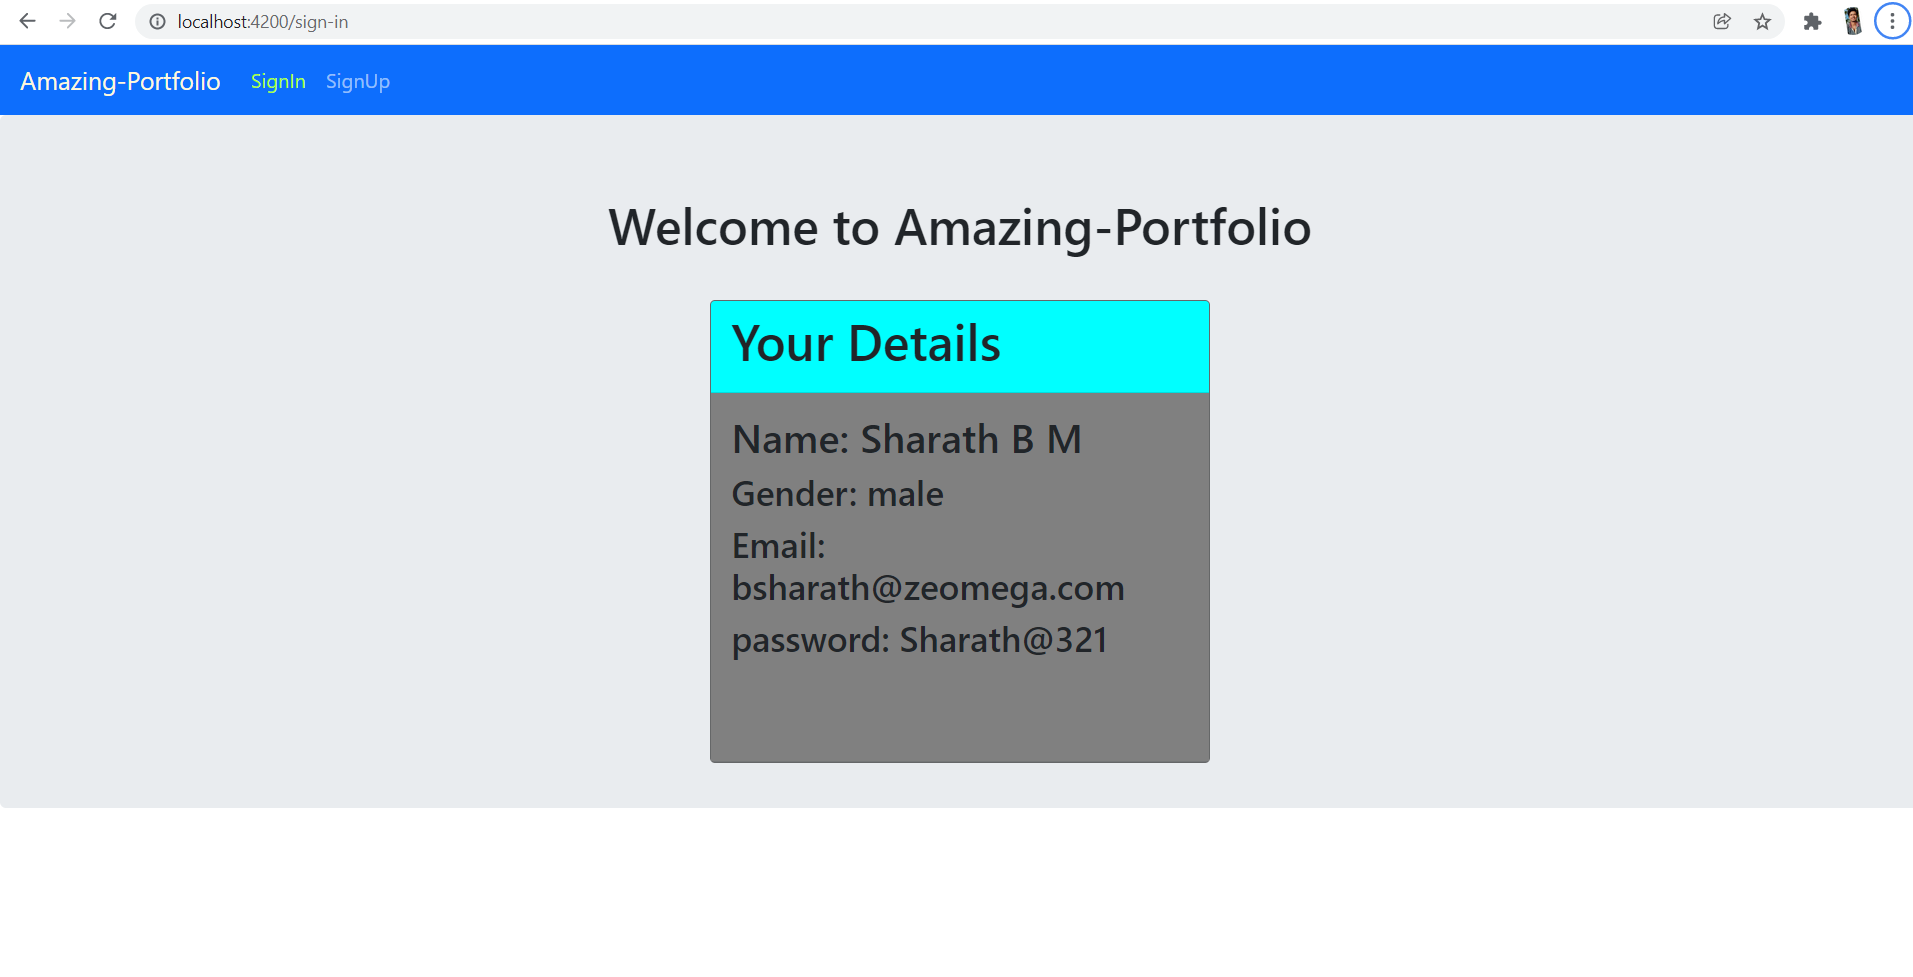 localhost:4200/sign-in
Amazing-Portfolio SignIn SignUp
Welcome to Amazing-Portfolio
Your Details
Name: Sharath B M
Gender: male
Email:
bsharath@zeomega.com
password: Sharath@321